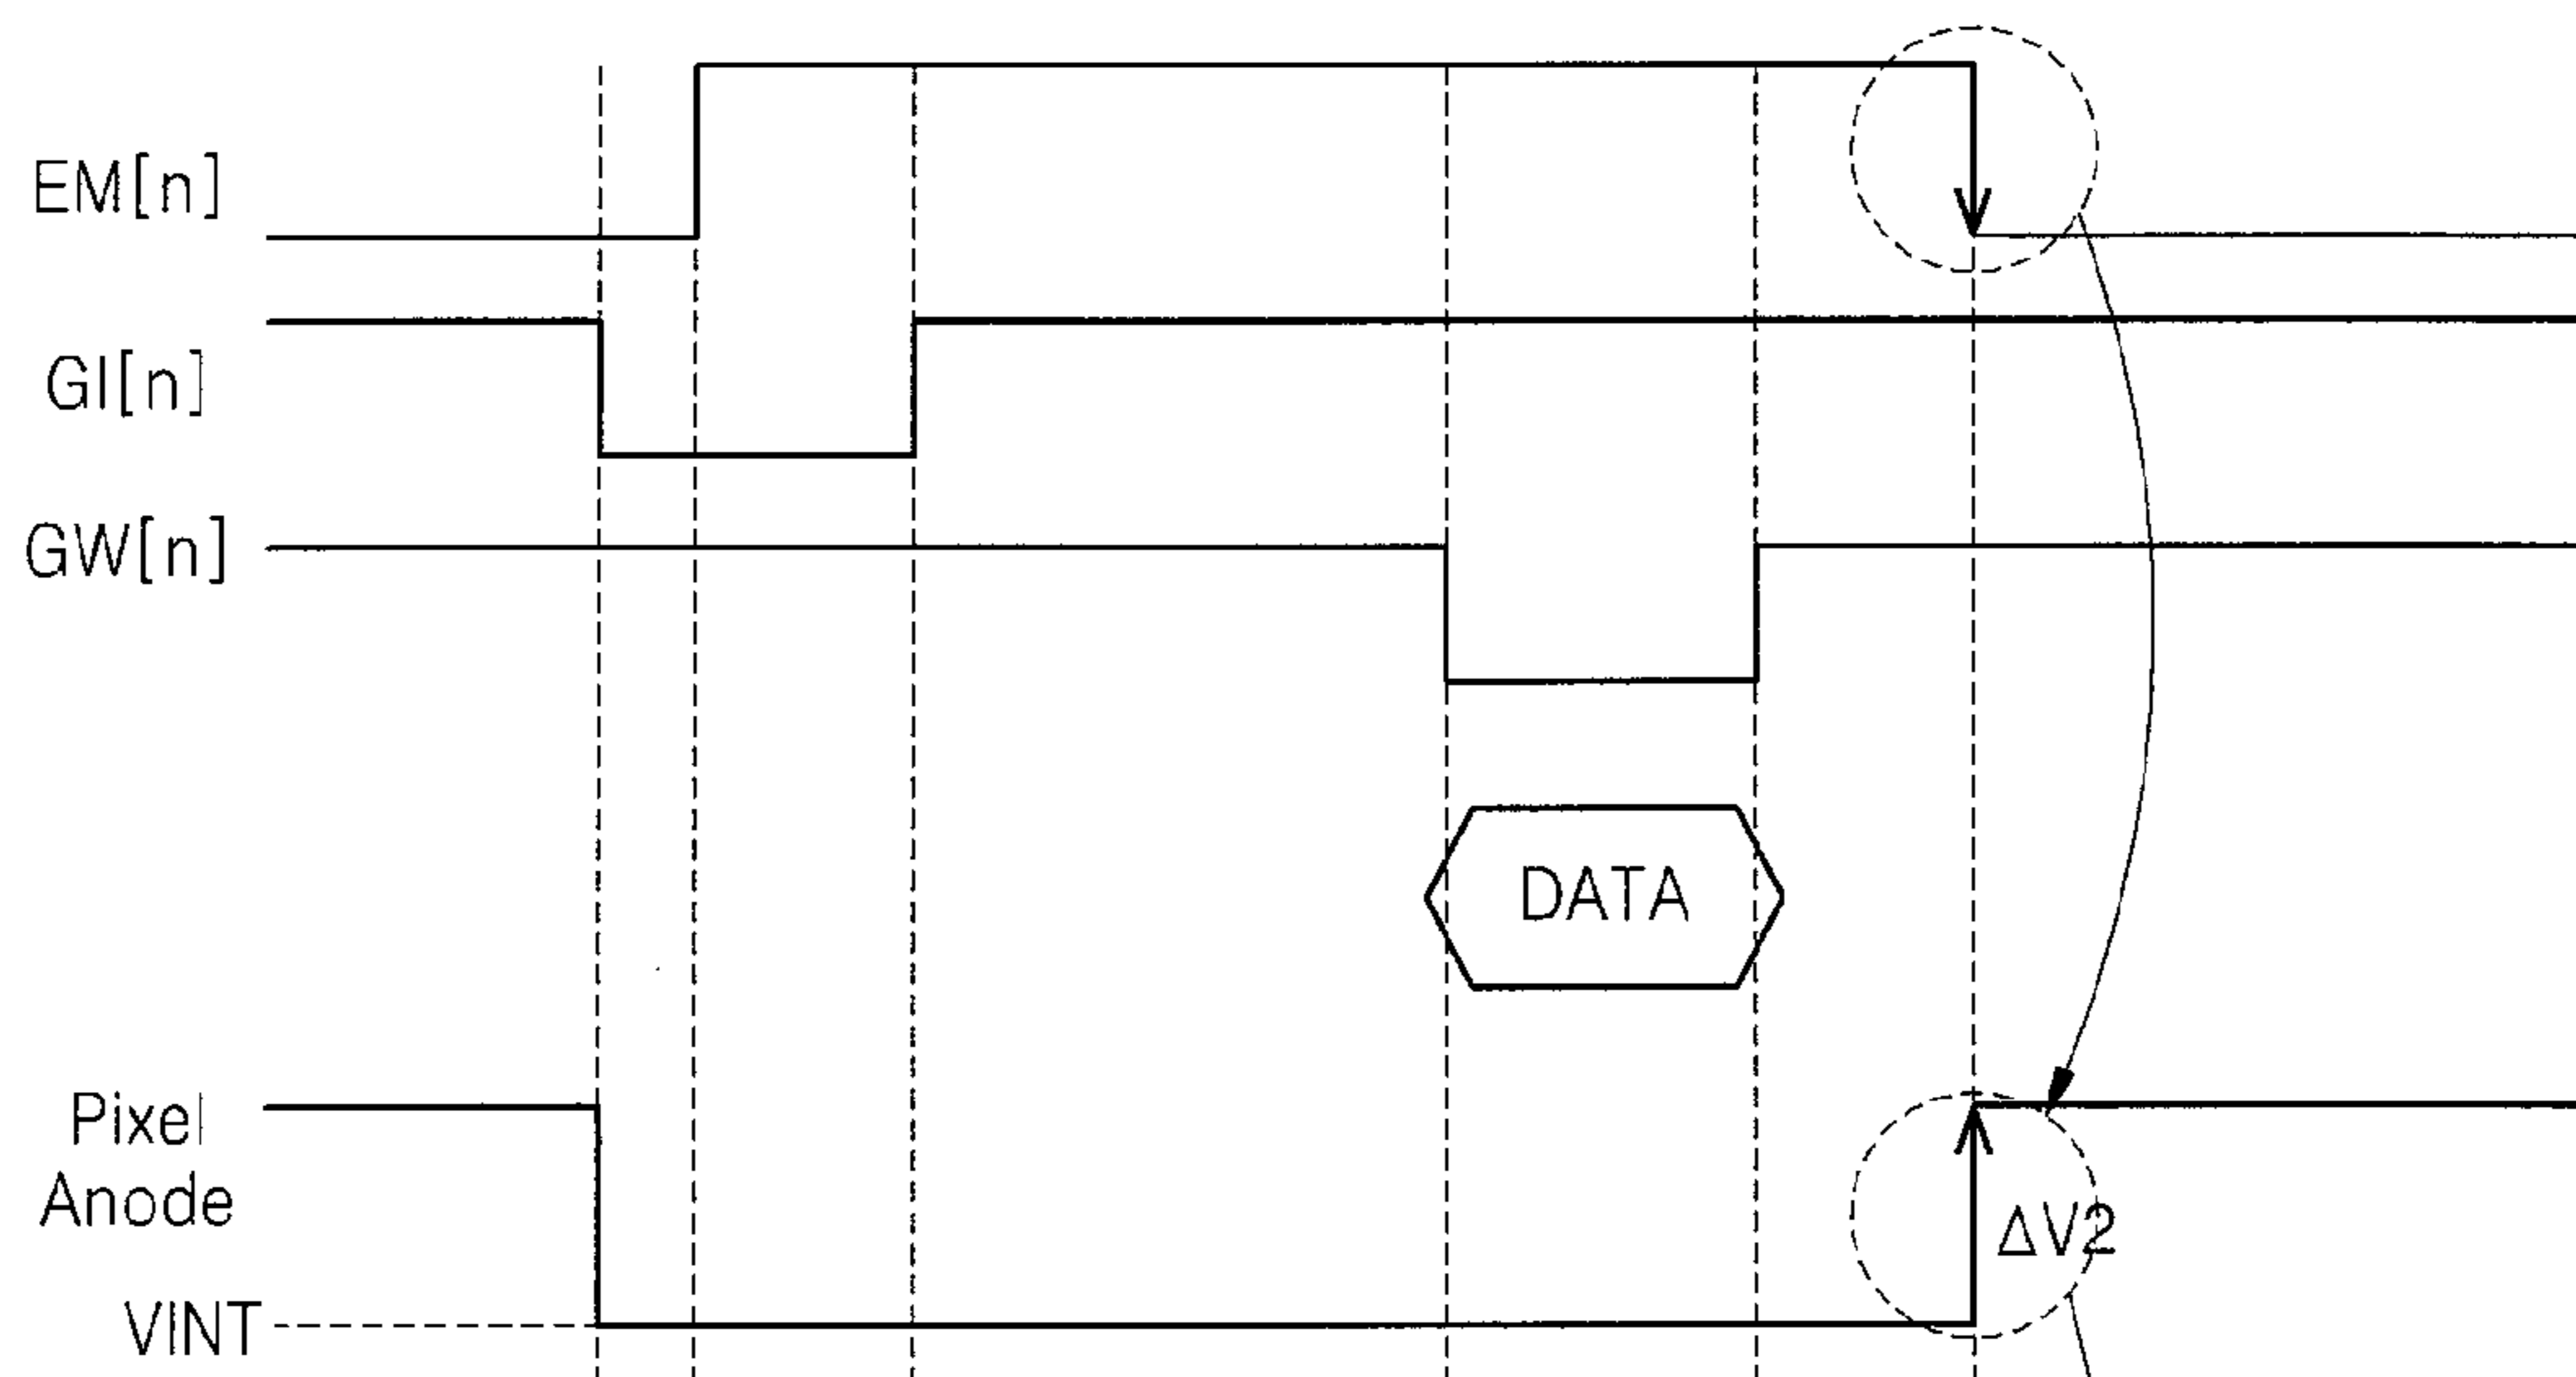 EM[n]
GI[n]
GW[n]
DATA
Pixel
Anode
ΔV2
VINT